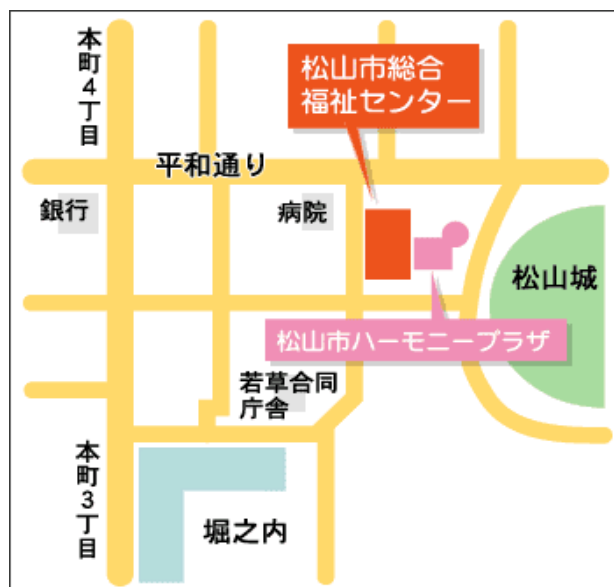 本町4丁目
松山市総合
福祉センター
平和通り
銀行
病院
松山城
松山市ハーモニープラザ
若草合同
庁舎
本町3丁目
堀之内